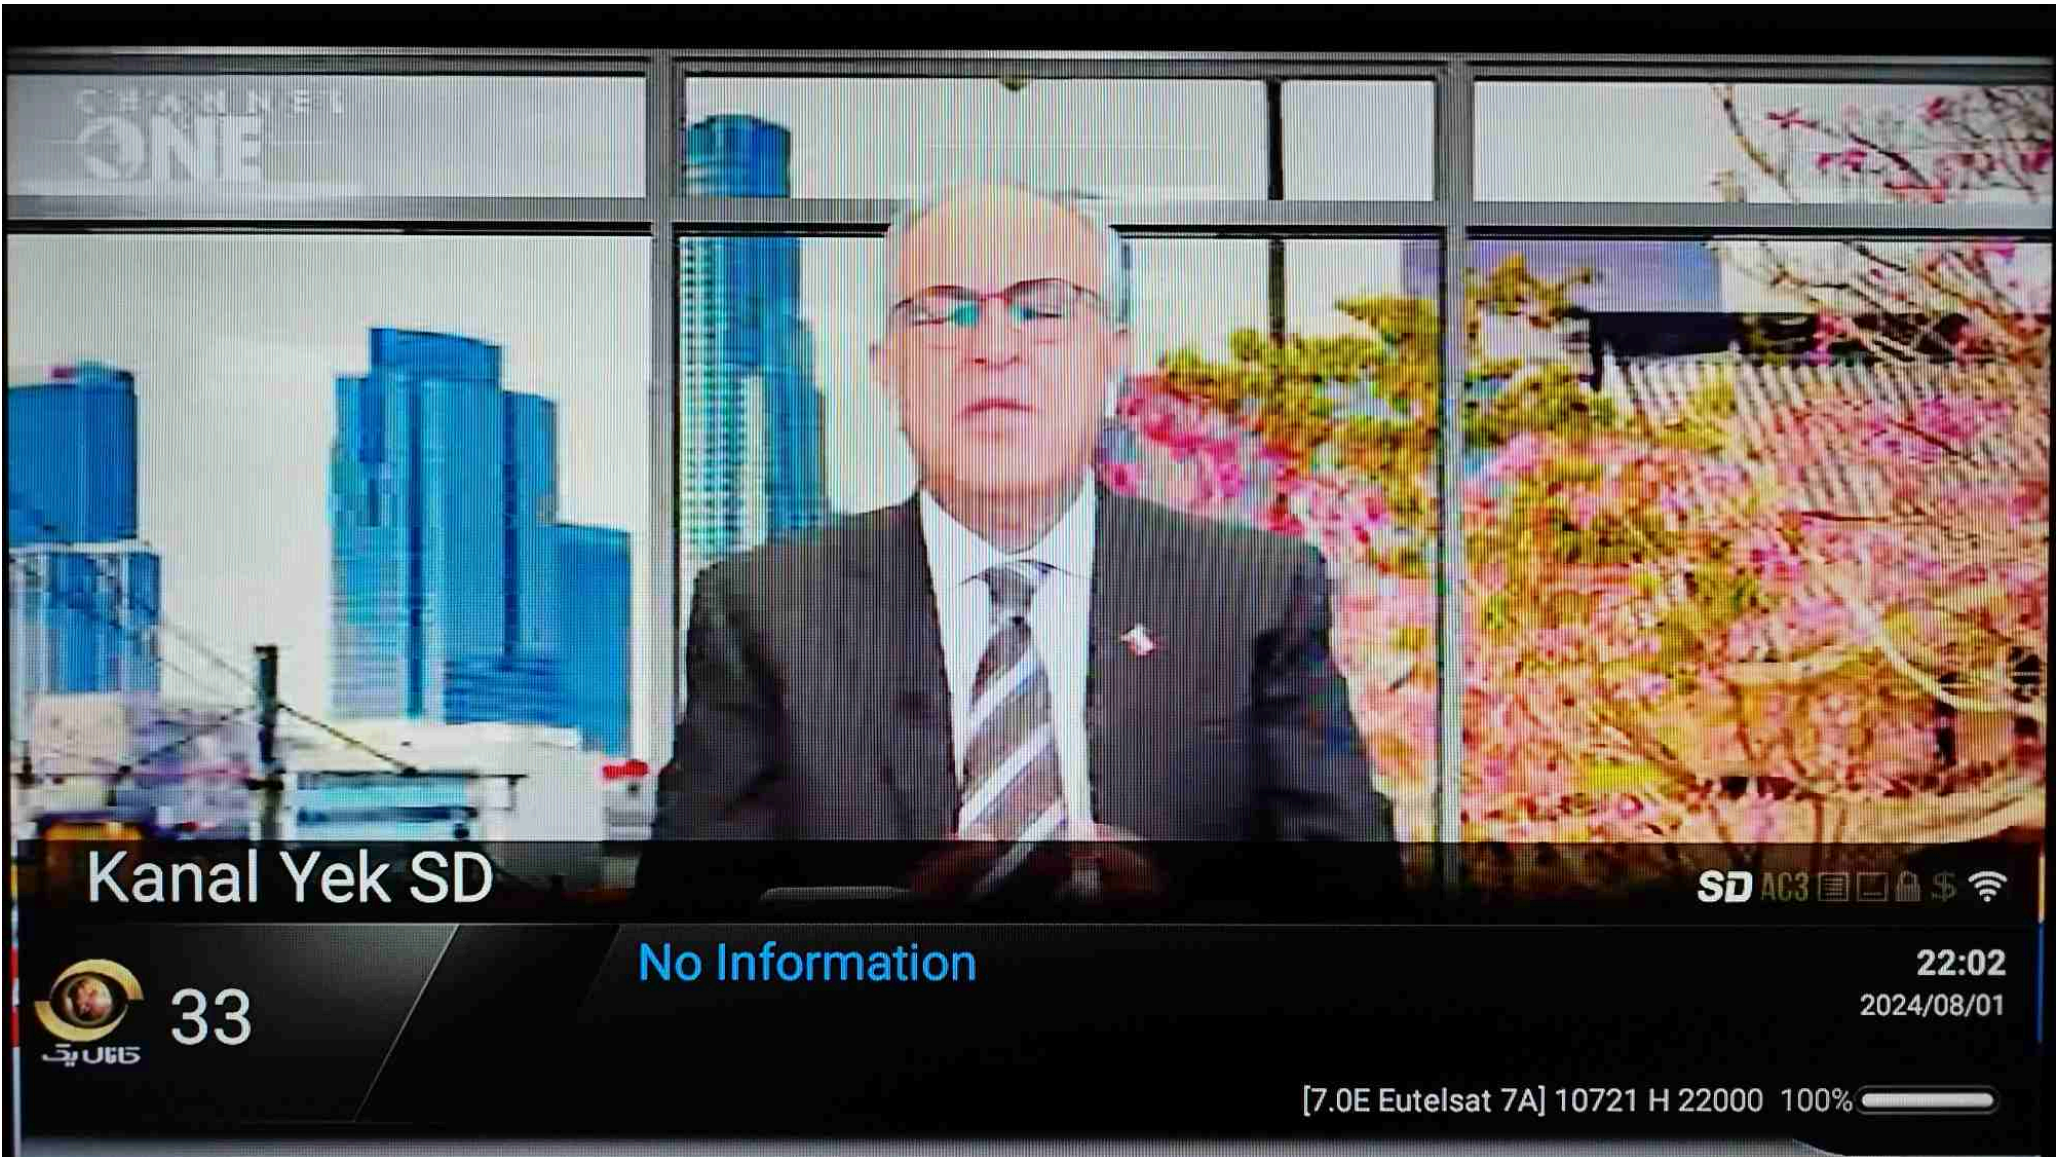 CHANNEL
ONE
Kanal Yek SD
SD AC3 $
33
کانال یک
No Information
22:02
2024/08/01
[7.0E Eutelsat 7A] 10721 H 22000 100%